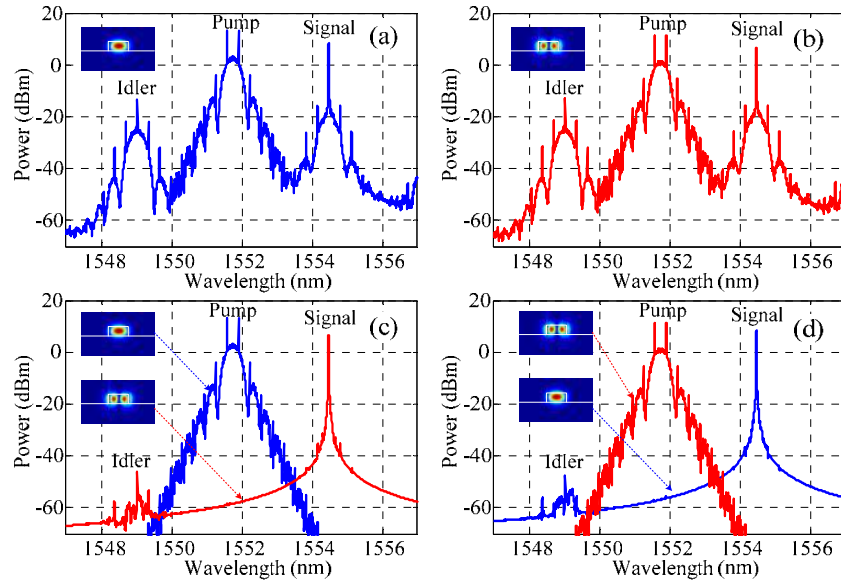 20
0
-20
-40
-60
Power (dBm)
Pump
Signal
Idler
(a)
1548 1550 1552 1554 1556
Wavelength (nm)
20
0
-20
-40
-60
Power (dBm)
Pump
Signal
Idler
(b)
1548 1550 1552 1554 1556
Wavelength (nm)
20
0
-20
-40
-60
Power (dBm)
Pump
Signal
Idler
(c)
1548 1550 1552 1554 1556
Wavelength (nm)
20
0
-20
-40
-60
Power (dBm)
Pump
Signal
Idler
(d)
1548 1550 1552 1554 1556
Wavelength (nm)